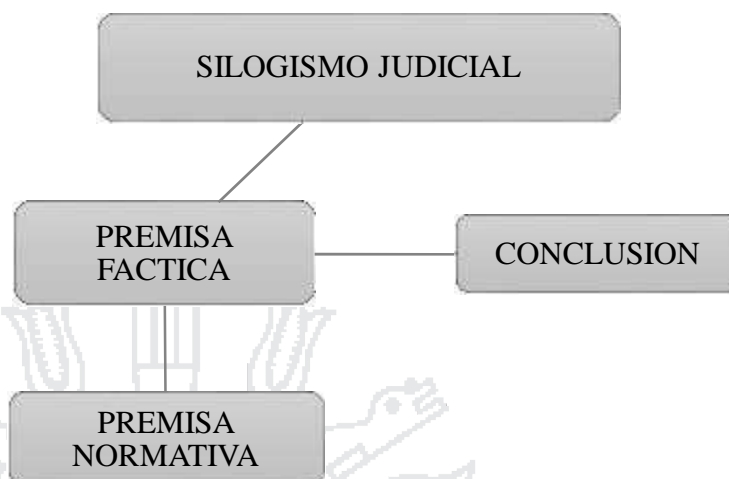 SILOGISMO JUDICIAL
PREMISA
FACTICA
CONCLUSION
PREMISA
NORMATIVA